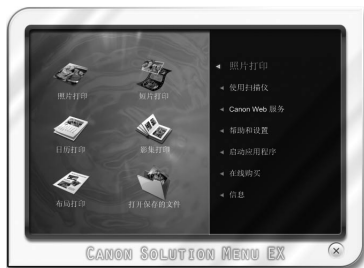 照片打印
短片打印
日历打印
影集打印
布局打印
打开保存的文件
照片打印
使用扫描仪
Canon Web 服务
帮助和设置
启动应用程序
在线购买
信息
CANON SOLUTION MENU EX